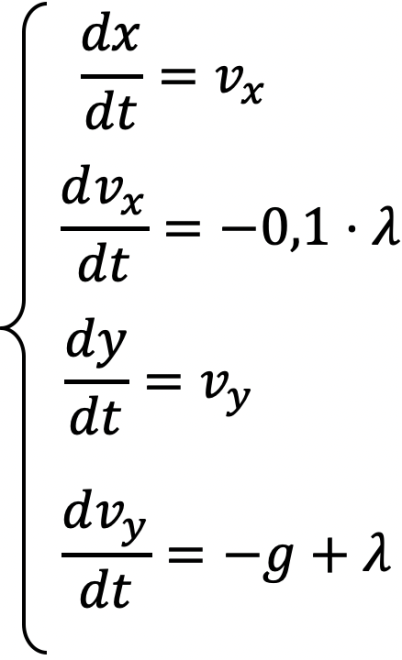 dx/dt = v_x
dv_x/dt = −0,1 · λ
dy/dt = v_y
dv_y/dt = −g + λ